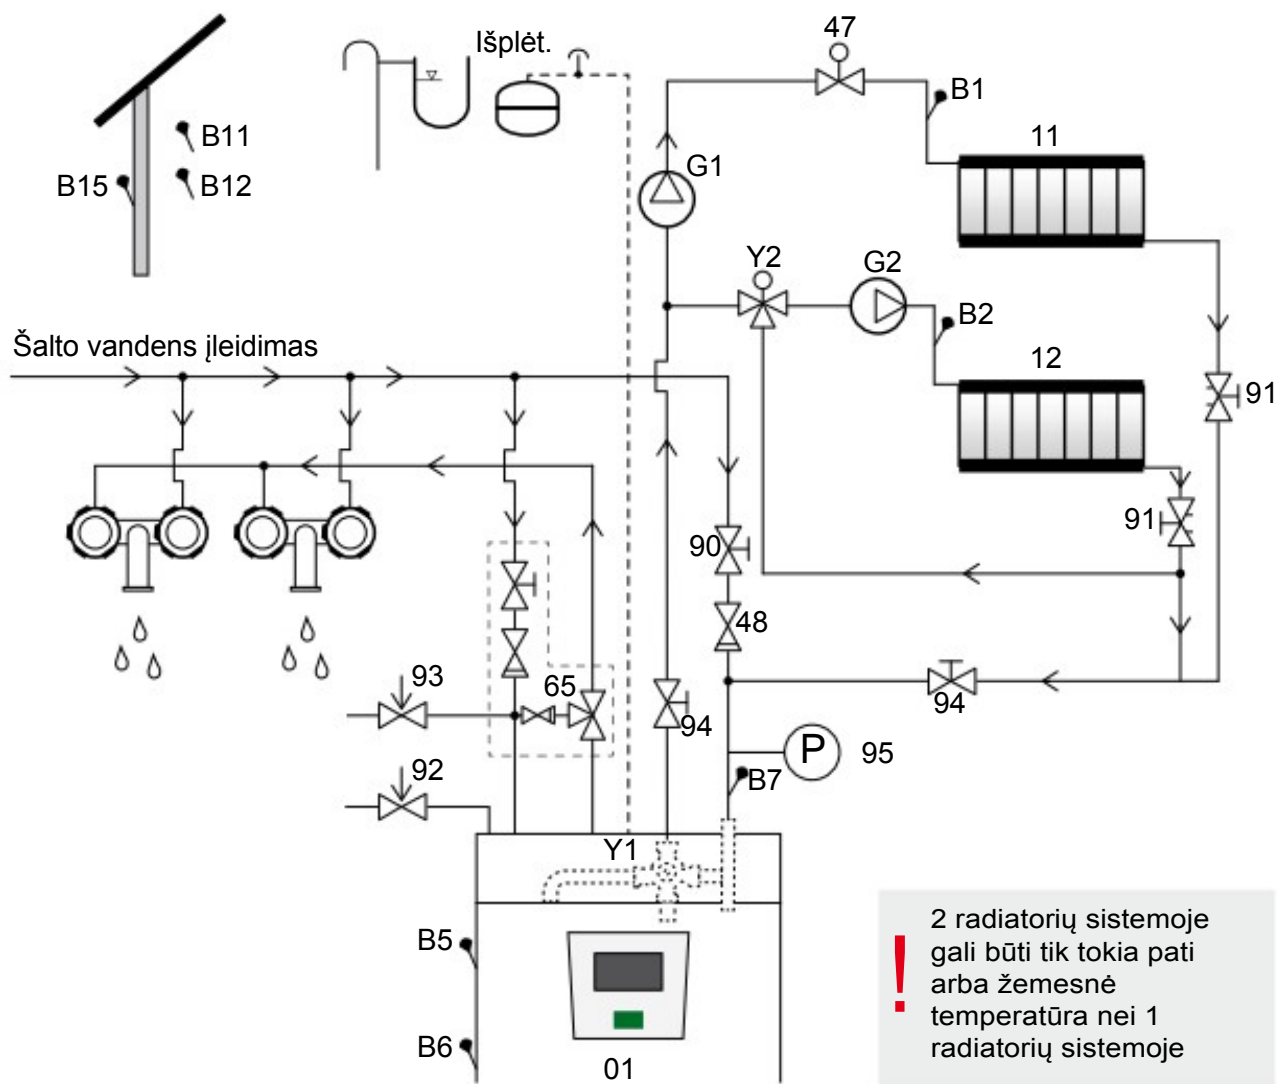 Išplėt.
47
B1
B11
B15
B12
G1
11
Y2
G2
B2
Šalto vandens įleidimas
12
91
91
90
48
93
65
94
94
P
95
B7
92
Y1
B5
B6
01
!
2 radiatorių sistemoje
gali būti tik tokia pati
arba žemesnė
temperatūra nei 1
radiatorių sistemoje